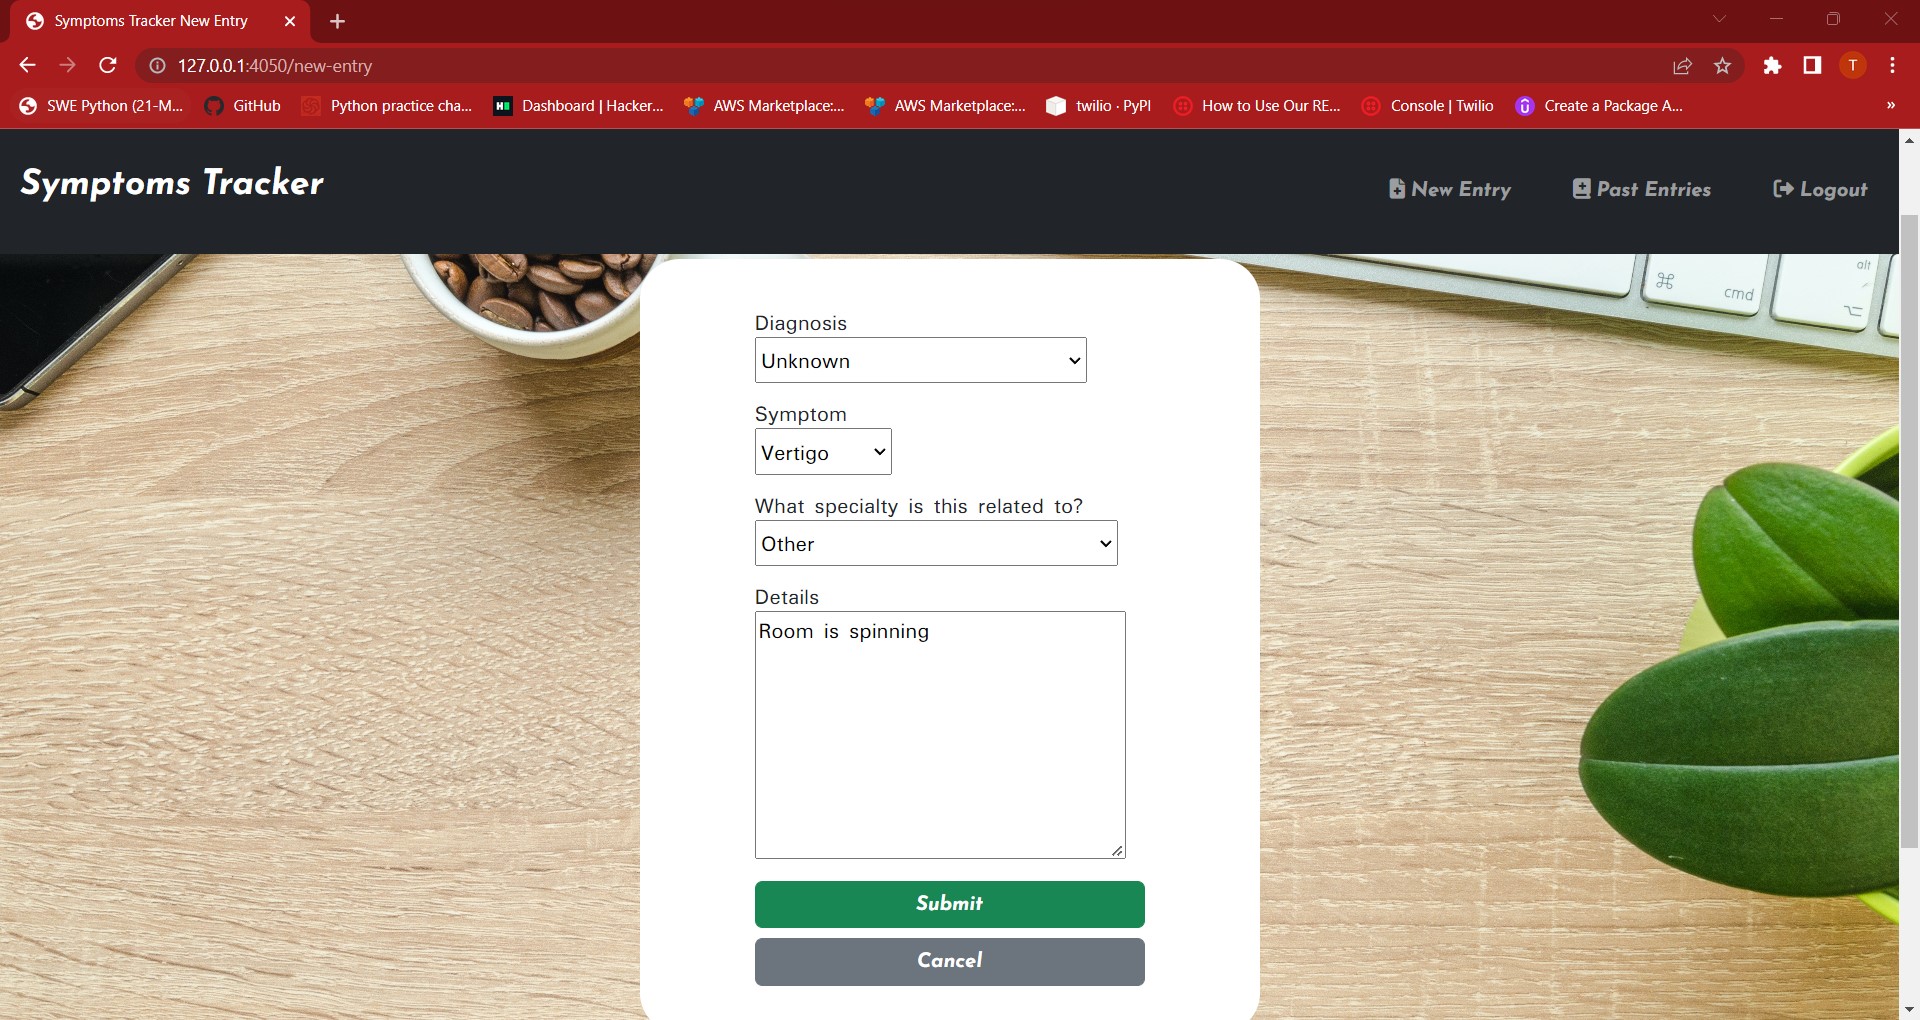 Symptoms Tracker New Entry
127.0.0.1:4050/new-entry
T
SWE Python (21-M... GitHub Python practice cha... Dashboard | Hacker... AWS Marketplace:... AWS Marketplace:... twilio · PyPI How to Use Our RE... Console | Twilio Create a Package A... »
Symptoms Tracker
New Entry Past Entries Logout
alt
⌘ cmd ⌥
Diagnosis
Unknown
Symptom
Vertigo
What specialty is this related to?
Other
Details
Room is spinning
Submit
Cancel